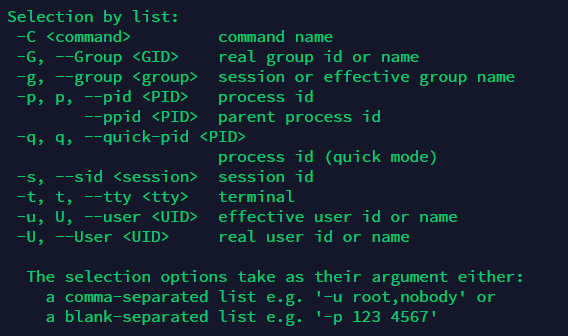 Selection by list:
 -C <command>         command name
 -G, --Group <GID>    real group id or name
 -g, --group <group>  session or effective group name
 -p, p, --pid <PID>   process id
        --ppid <PID>  parent process id
 -q, q, --quick-pid <PID>
                      process id (quick mode)
 -s, --sid <session>  session id
 -t, t, --tty <tty>   terminal
 -u, U, --user <UID>  effective user id or name
 -U, --User <UID>     real user id or name

  The selection options take as their argument either:
    a comma-separated list e.g. '-u root,nobody' or
    a blank-separated list e.g. '-p 123 4567'